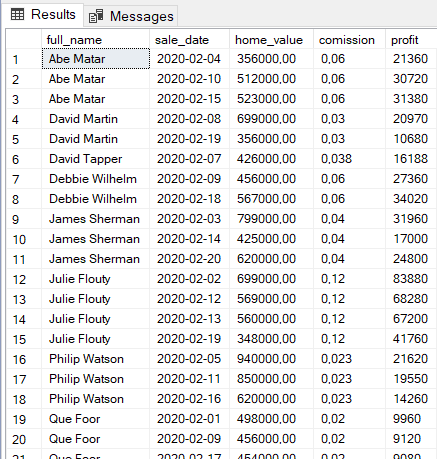 Results Messages
full_name sale_date home_value comission profit
1 Abe Matar 2020-02-04 356000,00 0,06 21360
2 Abe Matar 2020-02-10 512000,00 0,06 30720
3 Abe Matar 2020-02-15 523000,00 0,06 31380
4 David Martin 2020-02-08 699000,00 0,03 20970
5 David Martin 2020-02-19 356000,00 0,03 10680
6 David Tapper 2020-02-07 426000,00 0,038 16188
7 Debbie Wilhelm 2020-02-09 456000,00 0,06 27360
8 Debbie Wilhelm 2020-02-18 567000,00 0,06 34020
9 James Sherman 2020-02-03 799000,00 0,04 31960
10 James Sherman 2020-02-14 425000,00 0,04 17000
11 James Sherman 2020-02-20 620000,00 0,04 24800
12 Julie Flouty 2020-02-02 699000,00 0,12 83880
13 Julie Flouty 2020-02-12 569000,00 0,12 68280
14 Julie Flouty 2020-02-13 560000,00 0,12 67200
15 Julie Flouty 2020-02-19 348000,00 0,12 41760
16 Philip Watson 2020-02-05 940000,00 0,023 21620
17 Philip Watson 2020-02-11 850000,00 0,023 19550
18 Philip Watson 2020-02-16 620000,00 0,023 14260
19 Que Foor 2020-02-01 498000,00 0,02 9960
20 Que Foor 2020-02-09 456000,00 0,02 9120
21 Que Foor 2020-02-17 454000,00 0,02 9080